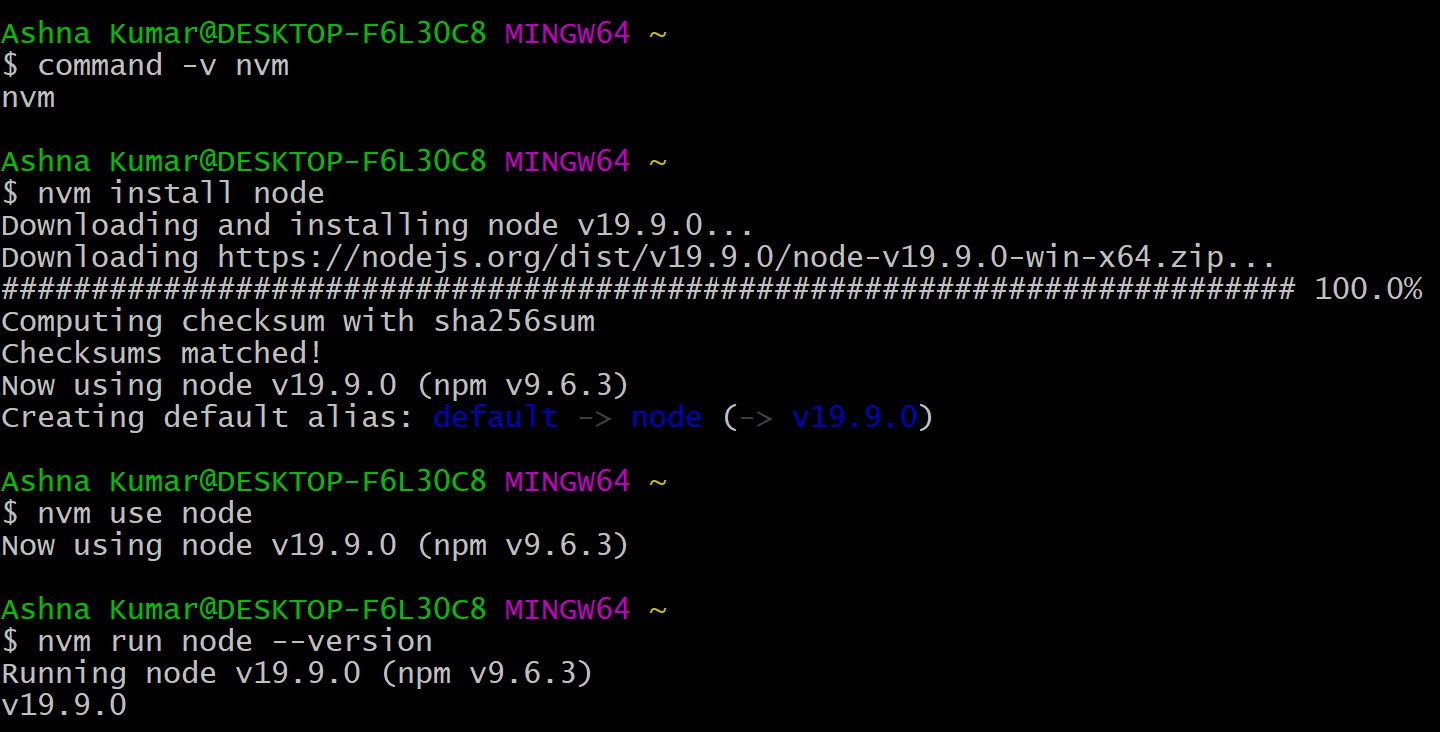 Ashna Kumar@DESKTOP-F6L30C8 MINGW64 ~
$ command -v nvm
nvm
Ashna Kumar@DESKTOP-F6L30C8 MINGW64 ~
$ nvm install node
Downloading and installing node v19.9.0...
Downloading https://nodejs.org/dist/v19.9.0/node-v19.9.0-win-x64.zip...
######################################################################## 100.0%
Computing checksum with sha256sum
Checksums matched!
Now using node v19.9.0 (npm v9.6.3)
Creating default alias: default -> node (-> v19.9.0)
Ashna Kumar@DESKTOP-F6L30C8 MINGW64 ~
$ nvm use node
Now using node v19.9.0 (npm v9.6.3)
Ashna Kumar@DESKTOP-F6L30C8 MINGW64 ~
$ nvm run node --version
Running node v19.9.0 (npm v9.6.3)
v19.9.0